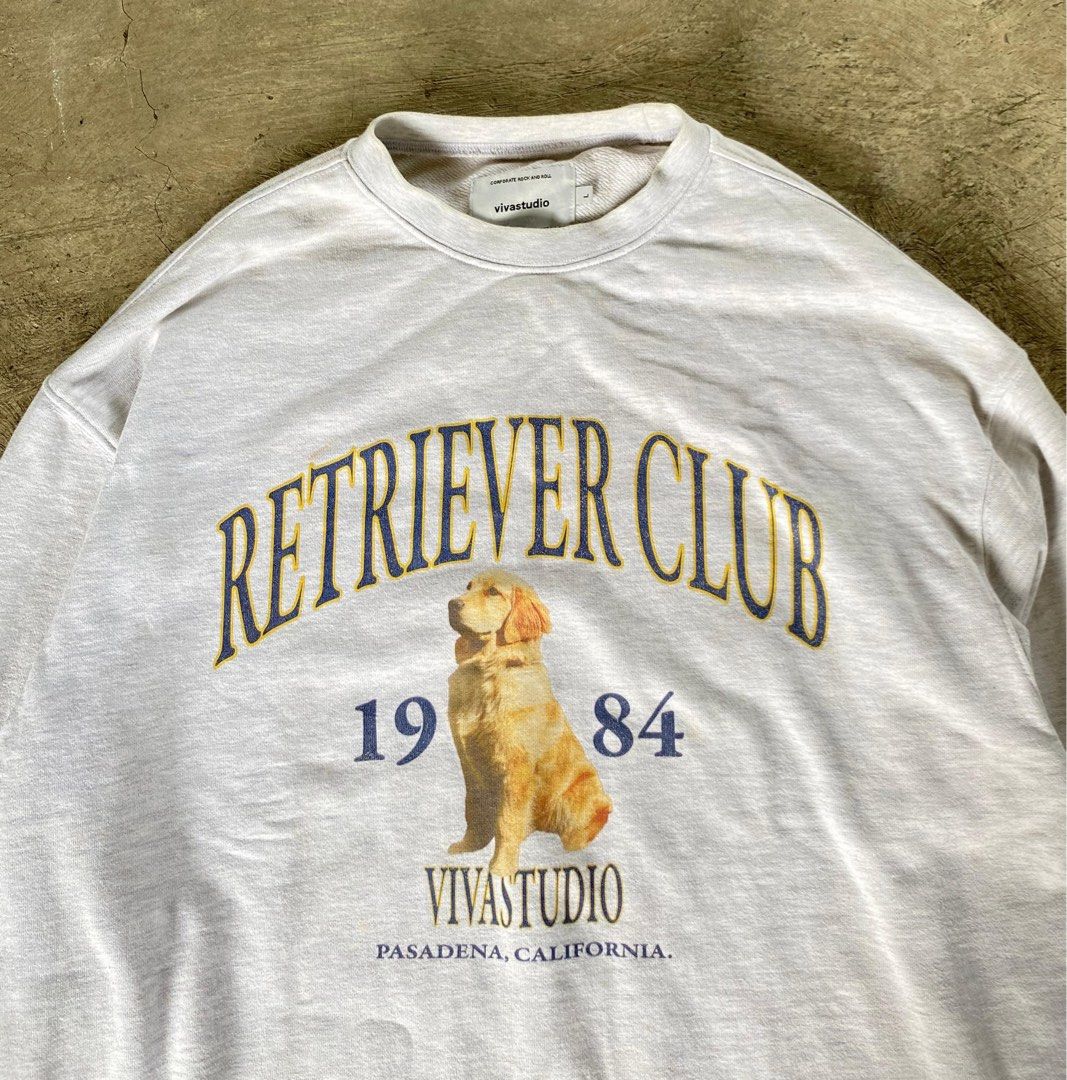 CORPORATE ROCK AND ROLL
vivastudio
L
RETRIEVER CLUB
19 84
VIVASTUDIO
PASADENA, CALIFORNIA.